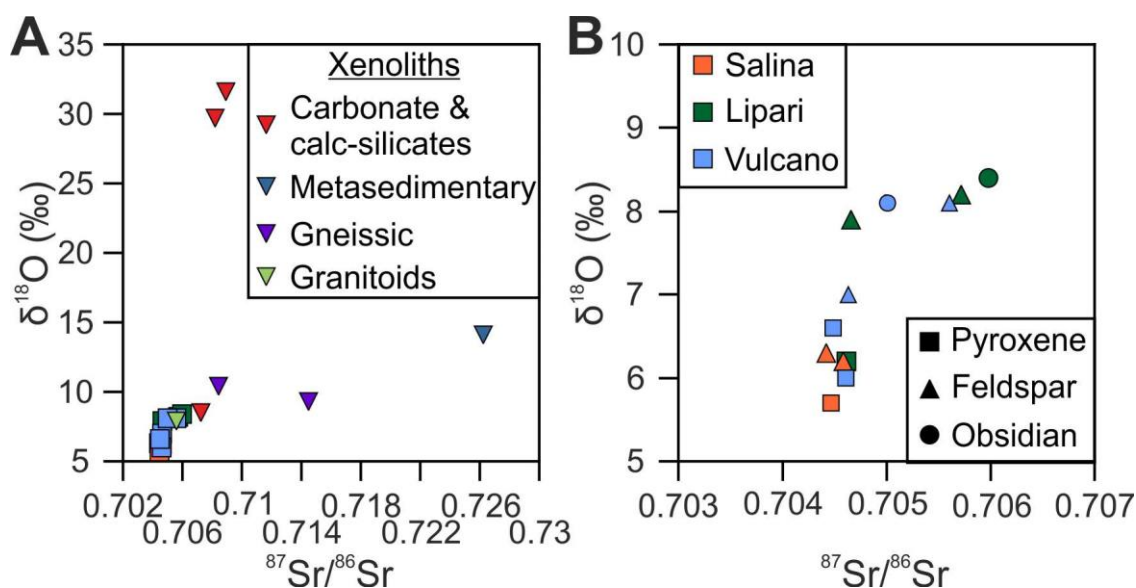 A
35
30
25
20
15
10
5
δ¹⁸O (‰)
Xenoliths
Carbonate &
calc-silicates
Metasedimentary
Gneissic
Granitoids
0.702
0.71
0.718
0.726
0.706
0.714
0.722
0.73
⁸⁷Sr/⁸⁶Sr
B
10
9
8
7
6
5
δ¹⁸O (‰)
Salina
Lipari
Vulcano
Pyroxene
Feldspar
Obsidian
0.703
0.704
0.705
0.706
0.707
⁸⁷Sr/⁸⁶Sr